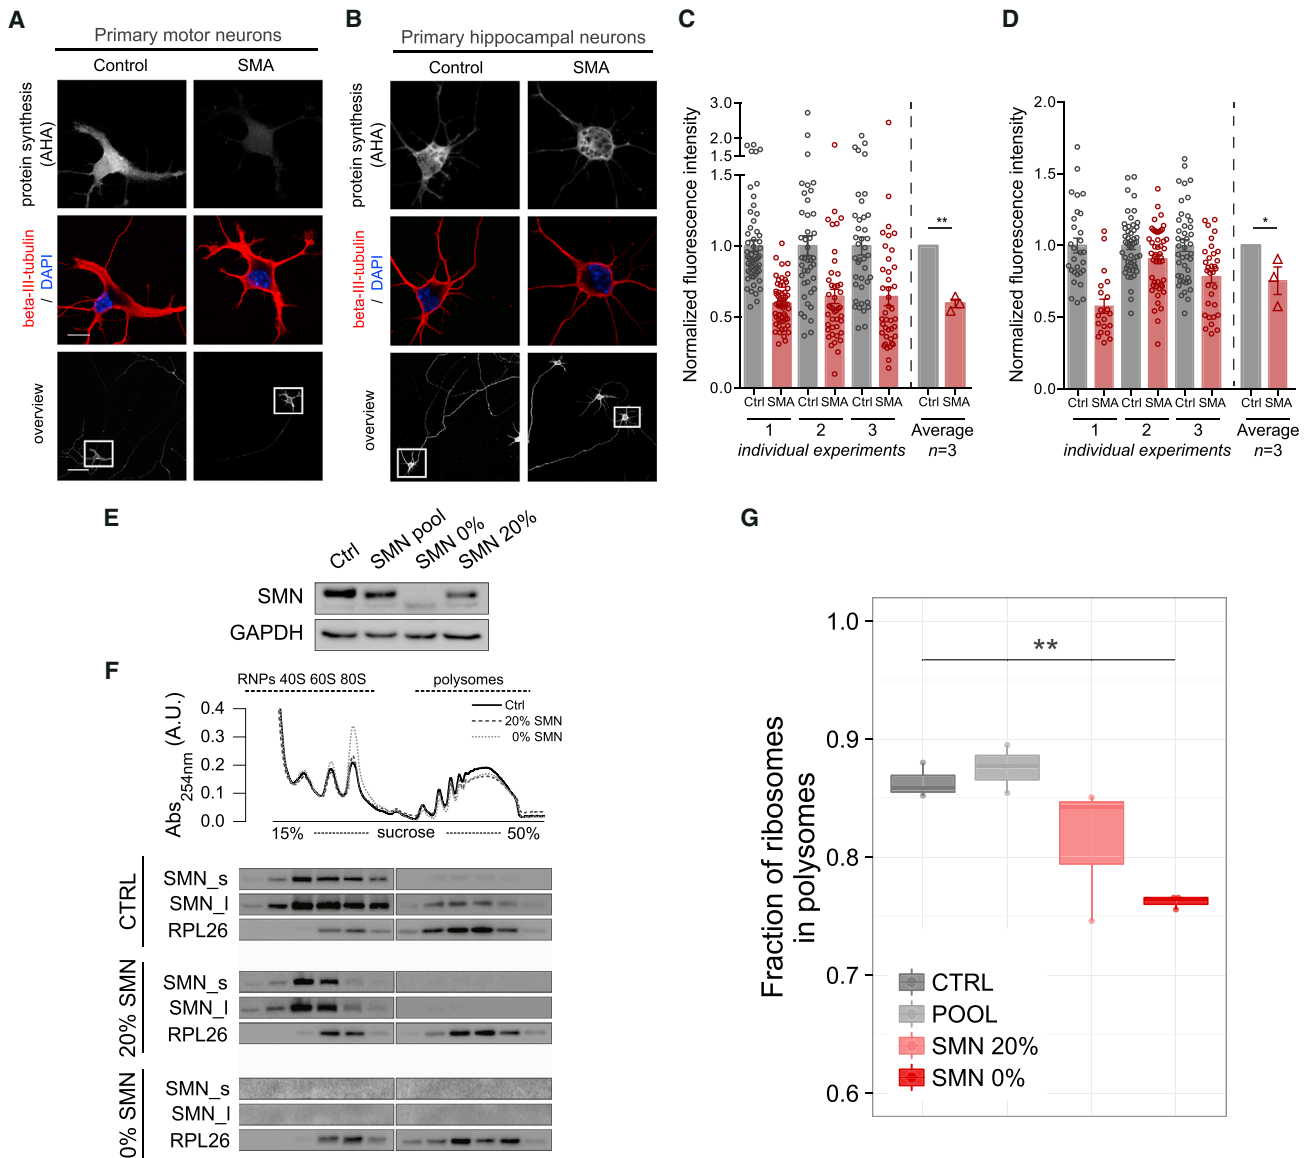 A
Primary motor neurons
Control
SMA
protein synthesis
(AHA)
beta-III-tubulin
/ DAPI
overview
B
Primary hippocampal neurons
Control
SMA
protein synthesis
(AHA)
beta-III-tubulin
/ DAPI
overview
C
Normalized fluorescence intensity
3.0
2.0
1.5
1.5
1.0
0.5
0.0
**
Ctrl SMA Ctrl SMA Ctrl SMA Ctrl SMA
1 2 3 Average
individual experiments n=3
D
Normalized fluorescence intensity
2.0
1.5
1.0
0.5
0.0
*
Ctrl SMA Ctrl SMA Ctrl SMA Ctrl SMA
1 2 3 Average
individual experiments n=3
E
Ctrl
SMN pool
SMN 0%
SMN 20%
SMN
GAPDH
F
RNPs 40S 60S 80S
polysomes
Abs254nm (A.U.)
0.4
0.3
0.2
0.1
0.0
Ctrl
20% SMN
0% SMN
15% sucrose 50%
CTRL
SMN_s
SMN_l
RPL26
20% SMN
SMN_s
SMN_l
RPL26
0% SMN
SMN_s
SMN_l
RPL26
G
Fraction of ribosomes
in polysomes
1.0
0.9
0.8
0.7
0.6
**
CTRL
POOL
SMN 20%
SMN 0%